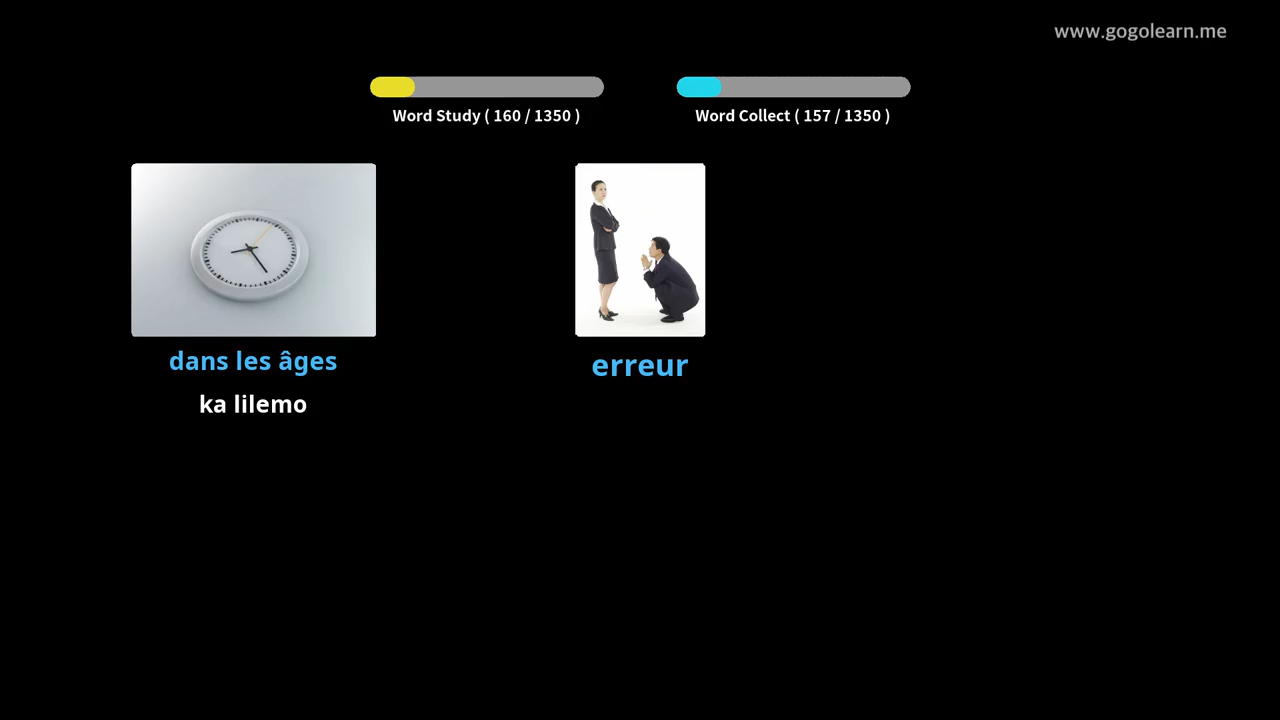 www.gogolearn.me
Word Study ( 160 / 1350 )
Word Collect ( 157 / 1350 )
dans les âges
ka lilemo
erreur